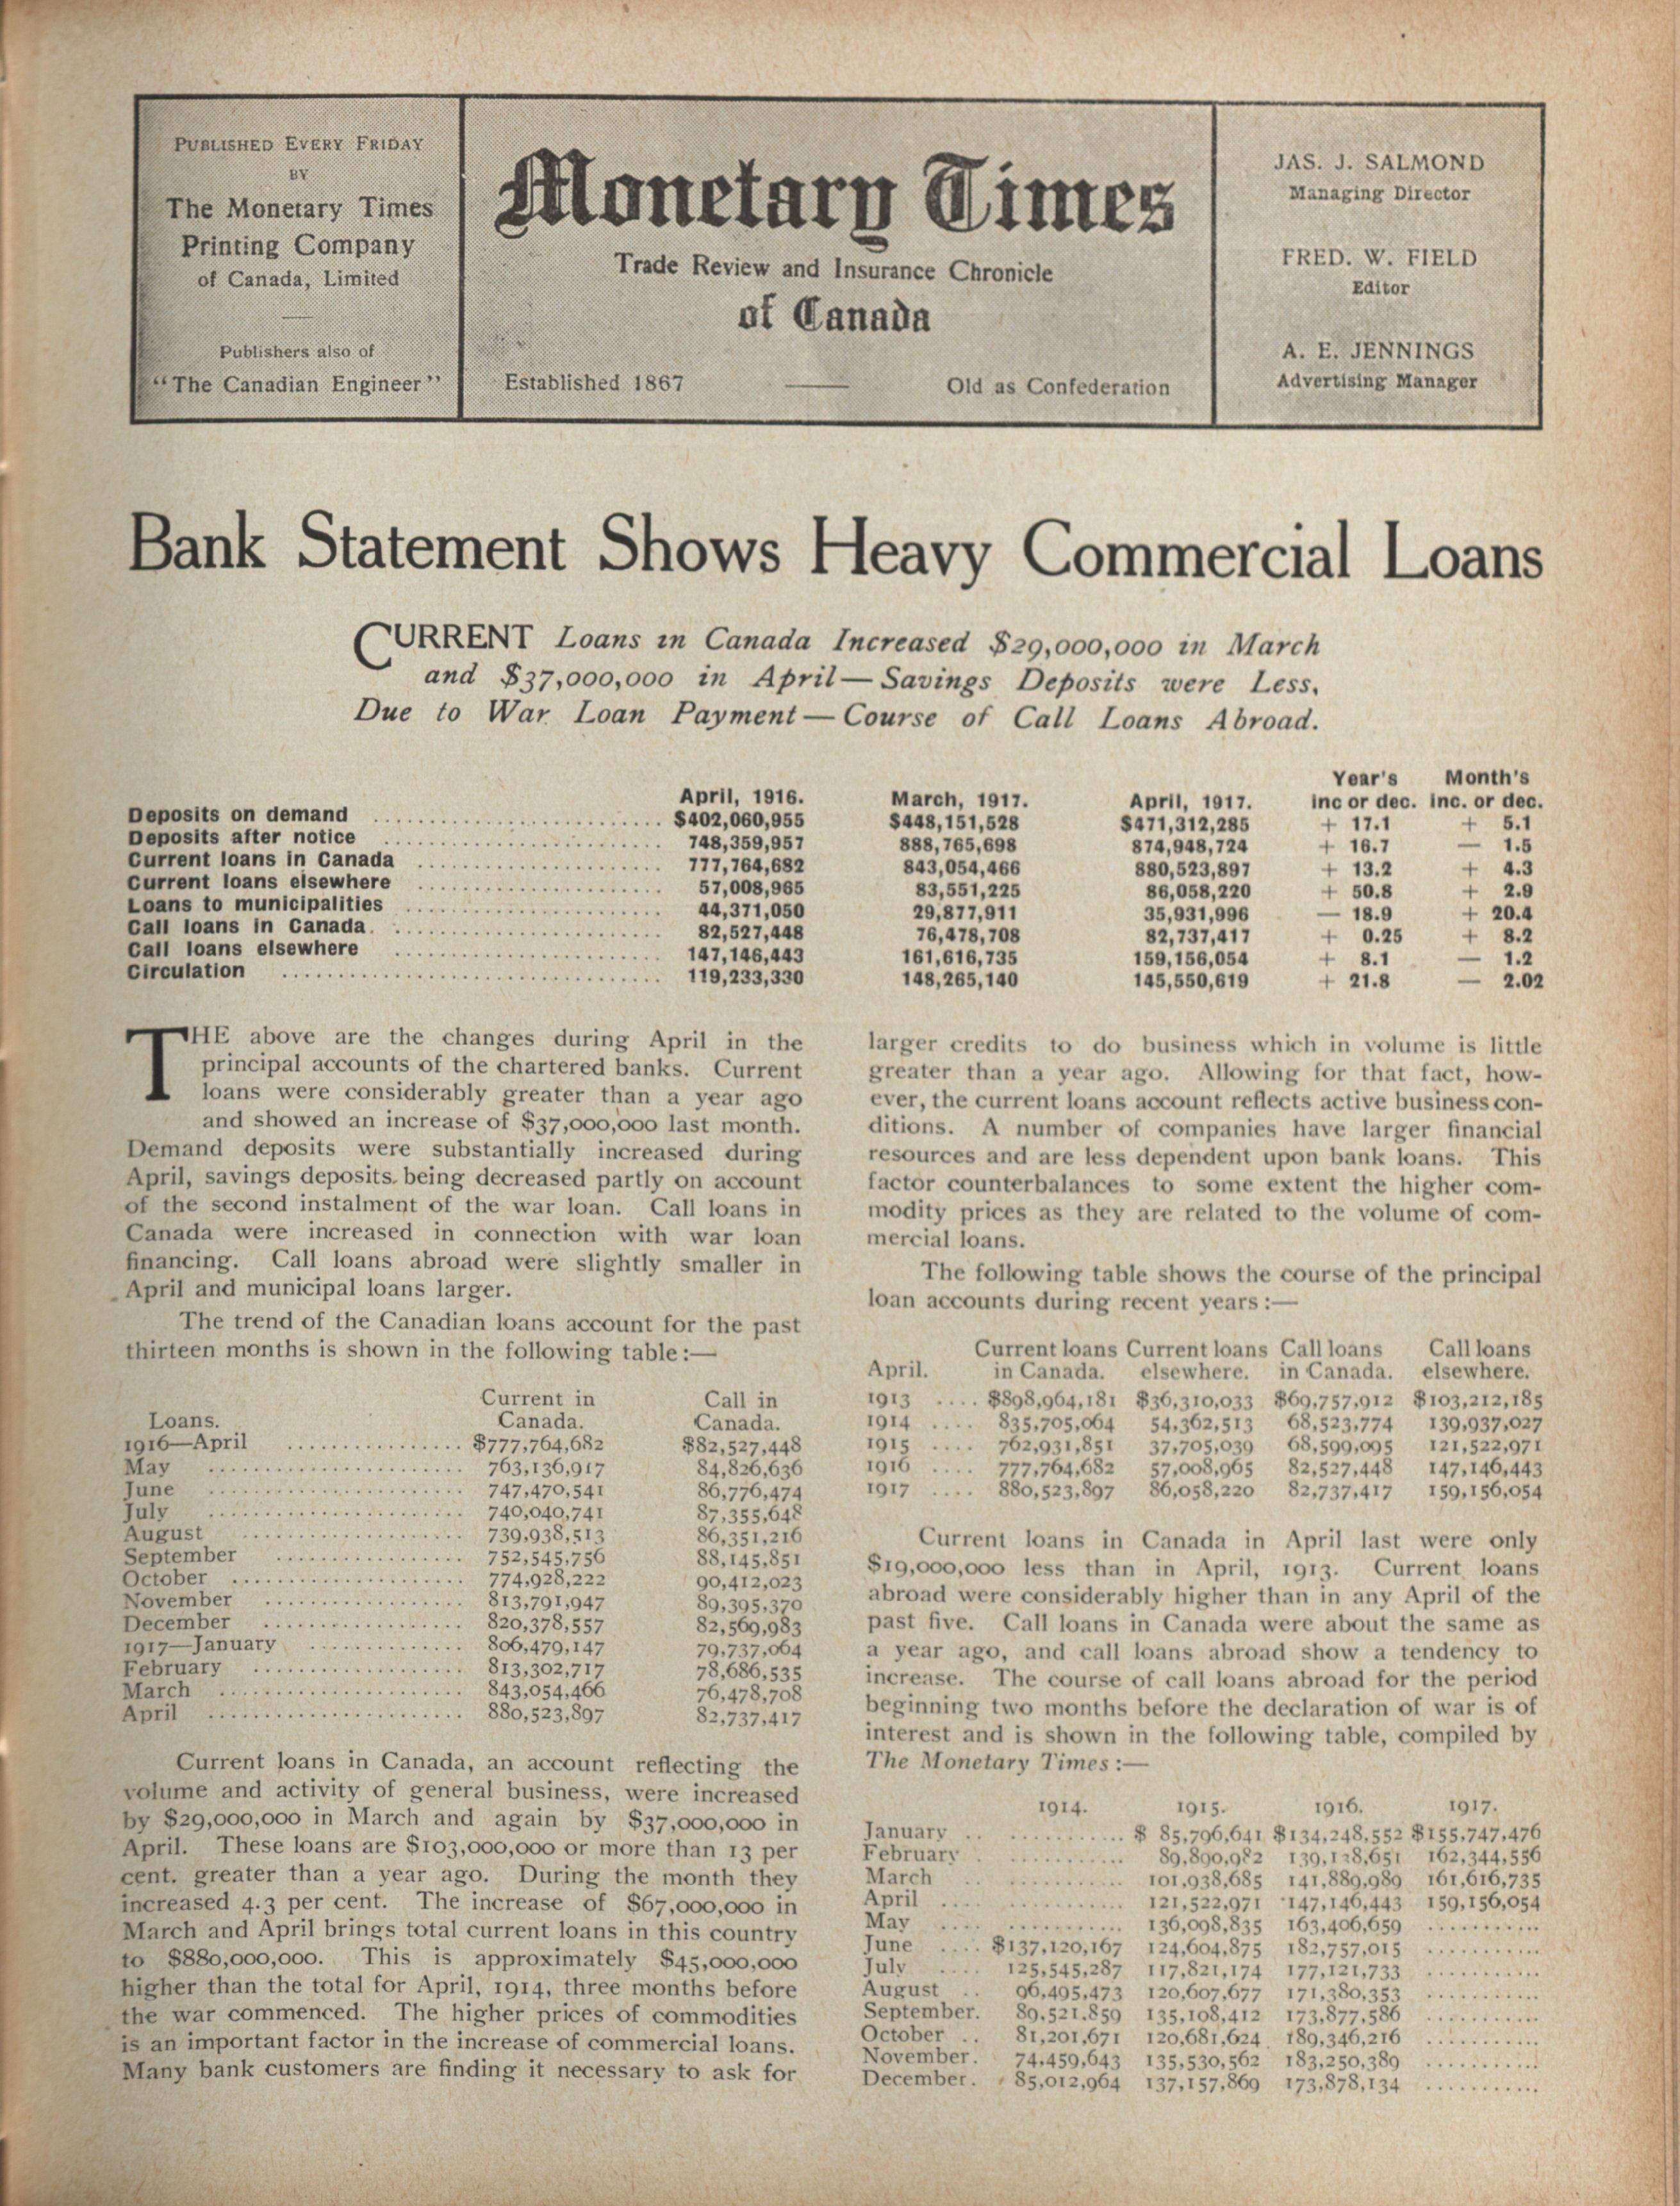 PUBLISHED EVERY FRIDAY
BY
The Monetary Times
Printing Company
of Canada, Limited
Publishers also of
"The Canadian Engineer"
Monetary Times
Trade Review and Insurance Chronicle
of Canada
Established 1867 Old as Confederation
JAS. J. SALMOND
Managing Director
FRED. W. FIELD
Editor
A. E. JENNINGS
Advertising Manager
Bank Statement Shows Heavy Commercial Loans
CURRENT Loans in Canada Increased $29,000,000 in March
and $37,000,000 in April—Savings Deposits were Less,
Due to War Loan Payment—Course of Call Loans Abroad.
Year's Month's
April, 1916. March, 1917. April, 1917. inc or dec. inc. or dec.
Deposits on demand .......................... $402,060,955 $448,151,528 $471,312,285 + 17.1 + 5.1
Deposits after notice ......................... 748,359,957 888,765,698 874,948,724 + 16.7 — 1.5
Current loans in Canada ...................... 777,764,682 843,054,466 880,523,897 + 13.2 + 4.3
Current loans elsewhere ...................... 57,008,965 83,551,225 86,058,220 + 50.8 + 2.9
Loans to municipalities ....................... 44,371,050 29,877,911 35,931,996 — 18.9 + 20.4
Call loans in Canada. ........................ 82,527,448 76,478,708 82,737,417 + 0.25 + 8.2
Call loans elsewhere ........................ 147,146,443 161,616,735 159,156,054 + 8.1 — 1.2
Circulation .................................. 119,233,330 148,265,140 145,550,619 + 21.8 — 2.02
THE above are the changes during April in the
principal accounts of the chartered banks. Current
loans were considerably greater than a year ago
and showed an increase of $37,000,000 last month.
Demand deposits were substantially increased during
April, savings deposits being decreased partly on account
of the second instalment of the war loan. Call loans in
Canada were increased in connection with war loan
financing. Call loans abroad were slightly smaller in
April and municipal loans larger.
The trend of the Canadian loans account for the past
thirteen months is shown in the following table:—
Current in Call in
Loans. Canada. Canada.
1916—April ................ $777,764,682 $82,527,448
May ....................... 763,136,917 84,826,636
June ....................... 747,470,541 86,776,474
July ....................... 740,040,741 87,355,648
August .................... 739,938,513 86,351,216
September ................. 752,545,756 88,145,851
October ..................... 774,928,222 90,412,023
November .................. 813,791,947 89,395,370
December .................. 820,378,557 82,569,983
1917—January .............. 806,479,147 79,737,064
February ................... 813,302,717 78,686,535
March ...................... 843,054,466 76,478,708
April ....................... 880,523,897 82,737,417
Current loans in Canada, an account reflecting the
volume and activity of general business, were increased
by $29,000,000 in March and again by $37,000,000 in
April. These loans are $103,000,000 or more than 13 per
cent. greater than a year ago. During the month they
increased 4.3 per cent. The increase of $67,000,000 in
March and April brings total current loans in this country
to $880,000,000. This is approximately $45,000,000
higher than the total for April, 1914, three months before
the war commenced. The higher prices of commodities
is an important factor in the increase of commercial loans.
Many bank customers are finding it necessary to ask for
larger credits to do business which in volume is little
greater than a year ago. Allowing for that fact, how-
ever, the current loans account reflects active business con-
ditions. A number of companies have larger financial
resources and are less dependent upon bank loans. This
factor counterbalances to some extent the higher com-
modity prices as they are related to the volume of com-
mercial loans.
The following table shows the course of the principal
loan accounts during recent years:—
Current loans Current loans Call loans Call loans
April. in Canada. elsewhere. in Canada. elsewhere.
1913 .... $898,964,181 $36,310,033 $69,757,912 $103,212,185
1914 .... 835,705,064 54,362,513 68,523,774 139,937,027
1915 .... 762,931,851 37,705,039 68,599,095 121,522,971
1916 .... 777,764,682 57,008,965 82,527,448 147,146,443
1917 .... 880,523,897 86,058,220 82,737,417 159,156,054
Current loans in Canada in April last were only
$19,000,000 less than in April, 1913. Current loans
abroad were considerably higher than in any April of the
past five. Call loans in Canada were about the same as
a year ago, and call loans abroad show a tendency to
increase. The course of call loans abroad for the period
beginning two months before the declaration of war is of
interest and is shown in the following table, compiled by
The Monetary Times:—
1914. 1915. 1916. 1917.
January .. ........... $ 85,796,641 $134,248,552 $155,747,476
February . ........... 89,890,982 139,138,651 162,344,556
March .. ........... 101,938,685 141,889,989 161,616,735
April .... ........... 121,522,971 147,146,443 159,156,054
May .... ........... 136,098,835 163,406,659 ...........
June .... $137,120,167 124,604,875 182,757,015 ...........
July .... 125,545,287 117,821,174 177,121,733 ...........
August .. 96,495,473 120,607,677 171,380,353 ...........
September. 89,521,859 135,108,412 173,877,586 ...........
October .. 81,201,671 120,681,624 189,346,216 ...........
November. 74,459,643 135,530,562 183,250,389 ...........
December. 85,012,964 137,157,869 173,878,134 ...........